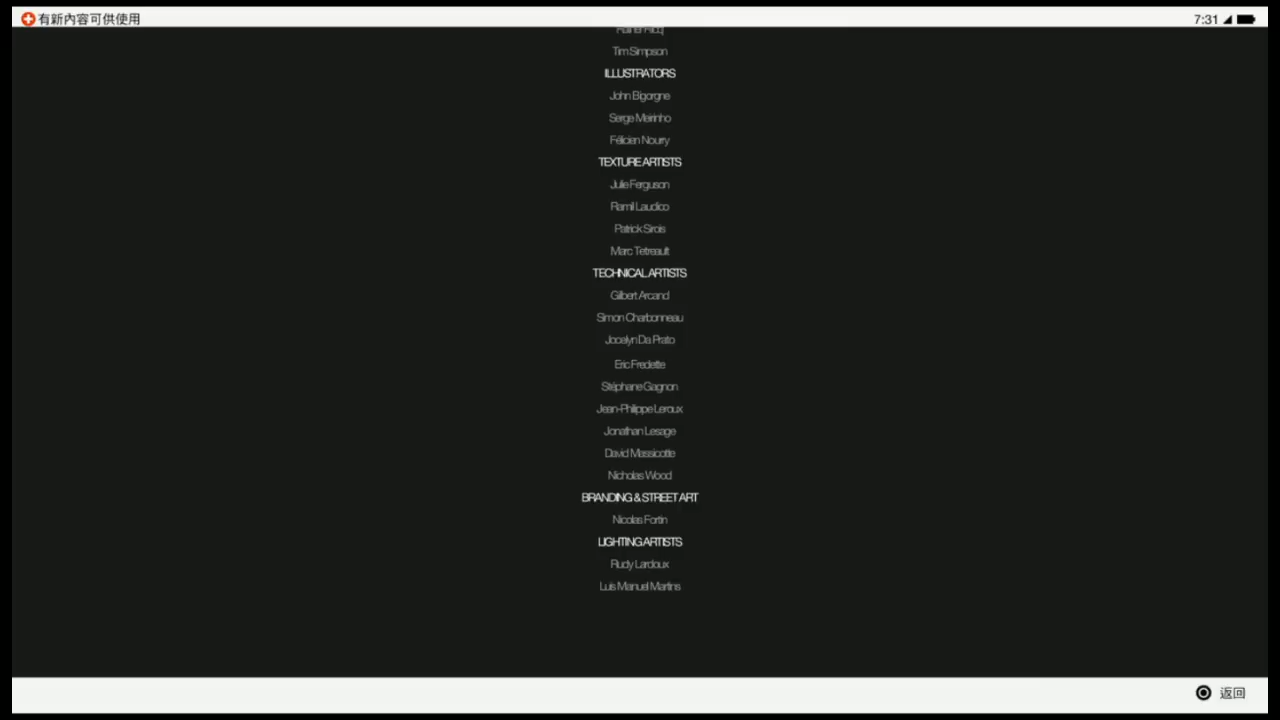 有新內容可供使用
7:31
Tim Simpson
ILLUSTRATORS
John Bigorgne
Serge Meirinho
Félicien Nourry
TEXTURE ARTISTS
Julie Ferguson
Ramil Laudico
Patrick Sirois
Marc Tetreault
TECHNICAL ARTISTS
Gilbert Arcand
Simon Charbonneau
Jocelyn Da Prato
Eric Fredette
Stéphane Gagnon
Jean-Philippe Leroux
Jonathan Lesage
David Massicotte
Nicholas Wood
BRANDING & STREET ART
Nicolas Fortin
LIGHTING ARTISTS
Rudy Lardoux
Luis Manuel Martins
返回